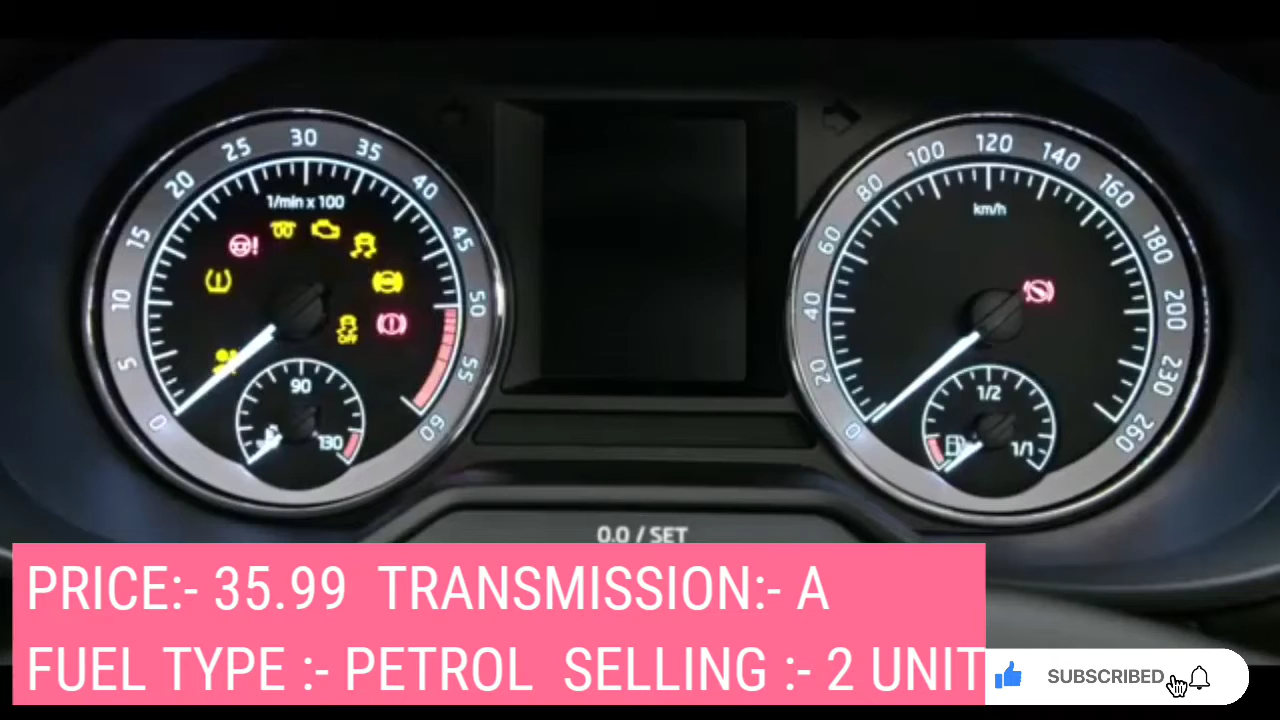 0 5 10 15 20 25 30 35 40 45 50 55 60
1/min x 100
OFF
90
130
0 20 40 60 80 100 120 140 160 180 200 230 260
km/h
1/2
1/1
0.0 / SET
PRICE:- 35.99 TRANSMISSION:- A
FUEL TYPE :- PETROL SELLING :- 2 UNIT
SUBSCRIBED